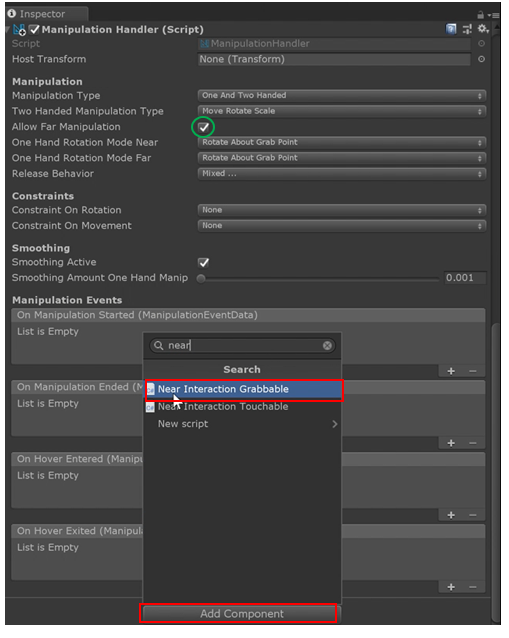 Inspector
Manipulation Handler (Script)
Script ManipulationHandler
Host Transform None (Transform)
Manipulation
Manipulation Type One And Two Handed
Two Handed Manipulation Type Move Rotate Scale
Allow Far Manipulation
One Hand Rotation Mode Near Rotate About Grab Point
One Hand Rotation Mode Far Rotate About Grab Point
Release Behavior Mixed ...
Constraints
Constraint On Rotation None
Constraint On Movement None
Smoothing
Smoothing Active
Smoothing Amount One Hand Manip 0.001
Manipulation Events
On Manipulation Started (ManipulationEventData)
List is Empty
near
Search
Near Interaction Grabbable
On Manipulation Ended (M
Near Interaction Touchable
List is Empty
New script
On Hover Entered (Manipu
List is Empty
On Hover Exited (Manipul
List is Empty
Add Component